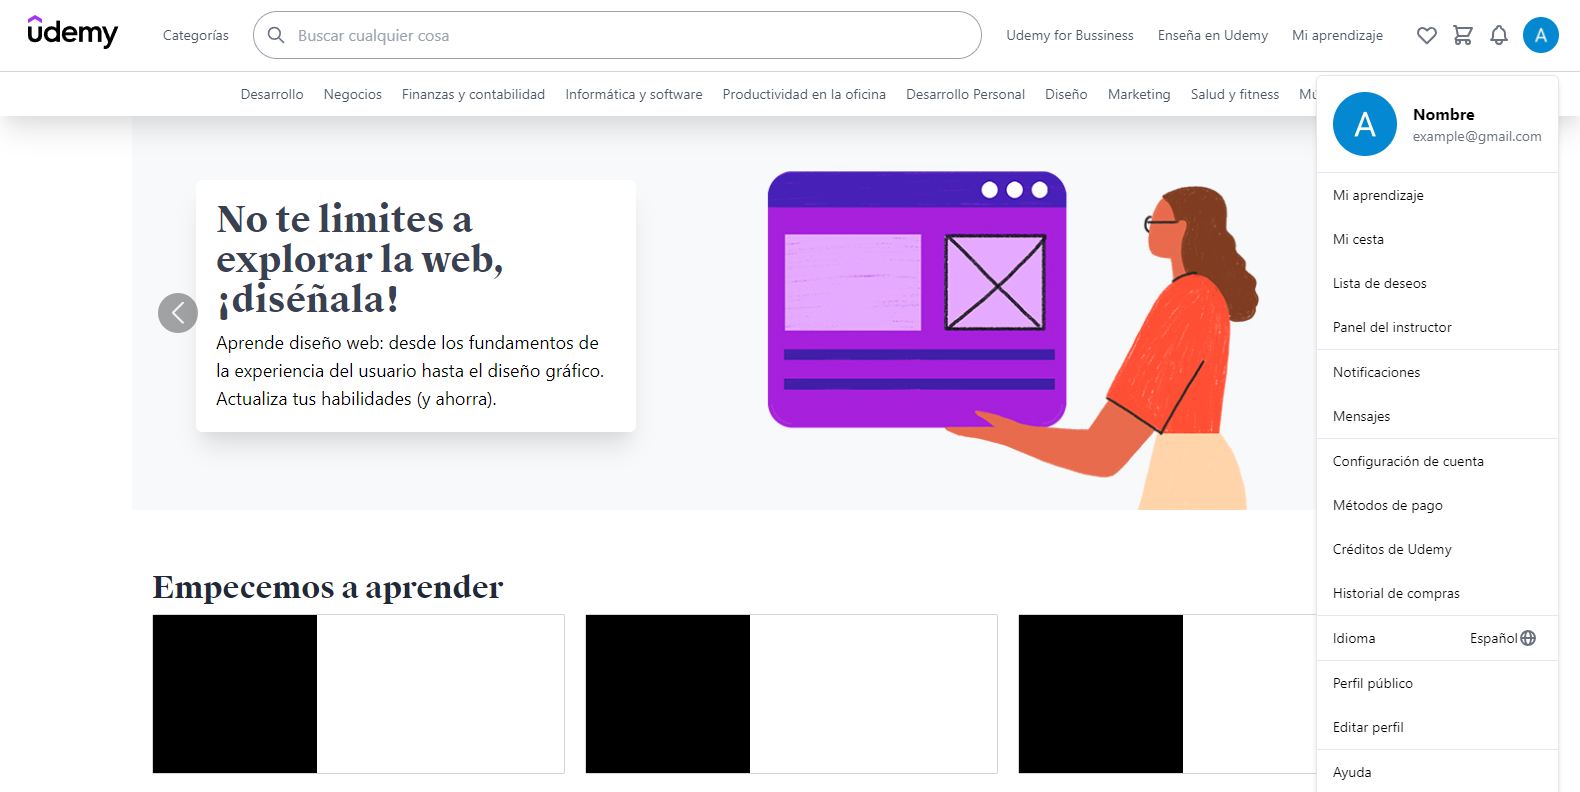 udemy
Categorías
Buscar cualquier cosa
Udemy for Bussiness
Enseña en Udemy
Mi aprendizaje
A
Desarrollo
Negocios
Finanzas y contabilidad
Informática y software
Productividad en la oficina
Desarrollo Personal
Diseño
Marketing
Salud y fitness
No te limites a
explorar la web,
¡diséñala!
Aprende diseño web: desde los fundamentos de
la experiencia del usuario hasta el diseño gráfico.
Actualiza tus habilidades (y ahorra).
Empecemos a aprender
A
Nombre
example@gmail.com
Mi aprendizaje
Mi cesta
Lista de deseos
Panel del instructor
Notificaciones
Mensajes
Configuración de cuenta
Métodos de pago
Créditos de Udemy
Historial de compras
Idioma
Español
Perfil público
Editar perfil
Ayuda